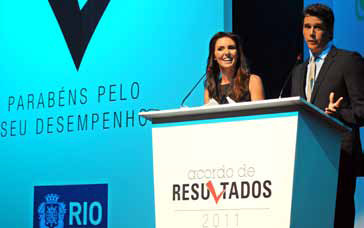 PARABÉNS PELO
SEU DESEMPENHO
RIO
acordo de
RESULTADOS
2011